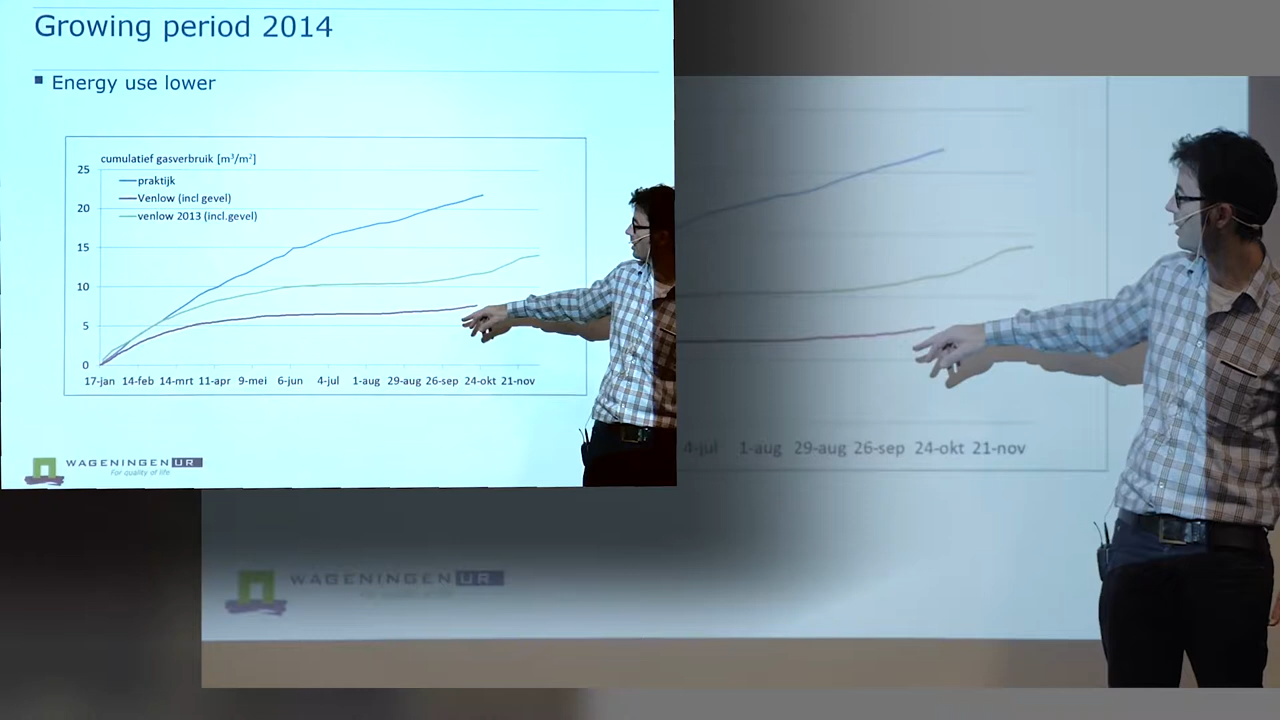 Growing period 2014
Energy use lower
cumulatief gasverbruik [m³/m²]
25
praktijk
20
Venlow (incl gevel)
venlow 2013 (incl.gevel)
15
10
5
0
17-jan 14-feb 14-mrt 11-apr 9-mei 6-jun 4-jul 1-aug 29-aug 26-sep 24-okt 21-nov
WAGENINGEN UR
For quality of life
4-jul 1-aug 29-aug 26-sep 24-okt 21-nov
WAGENINGEN UR